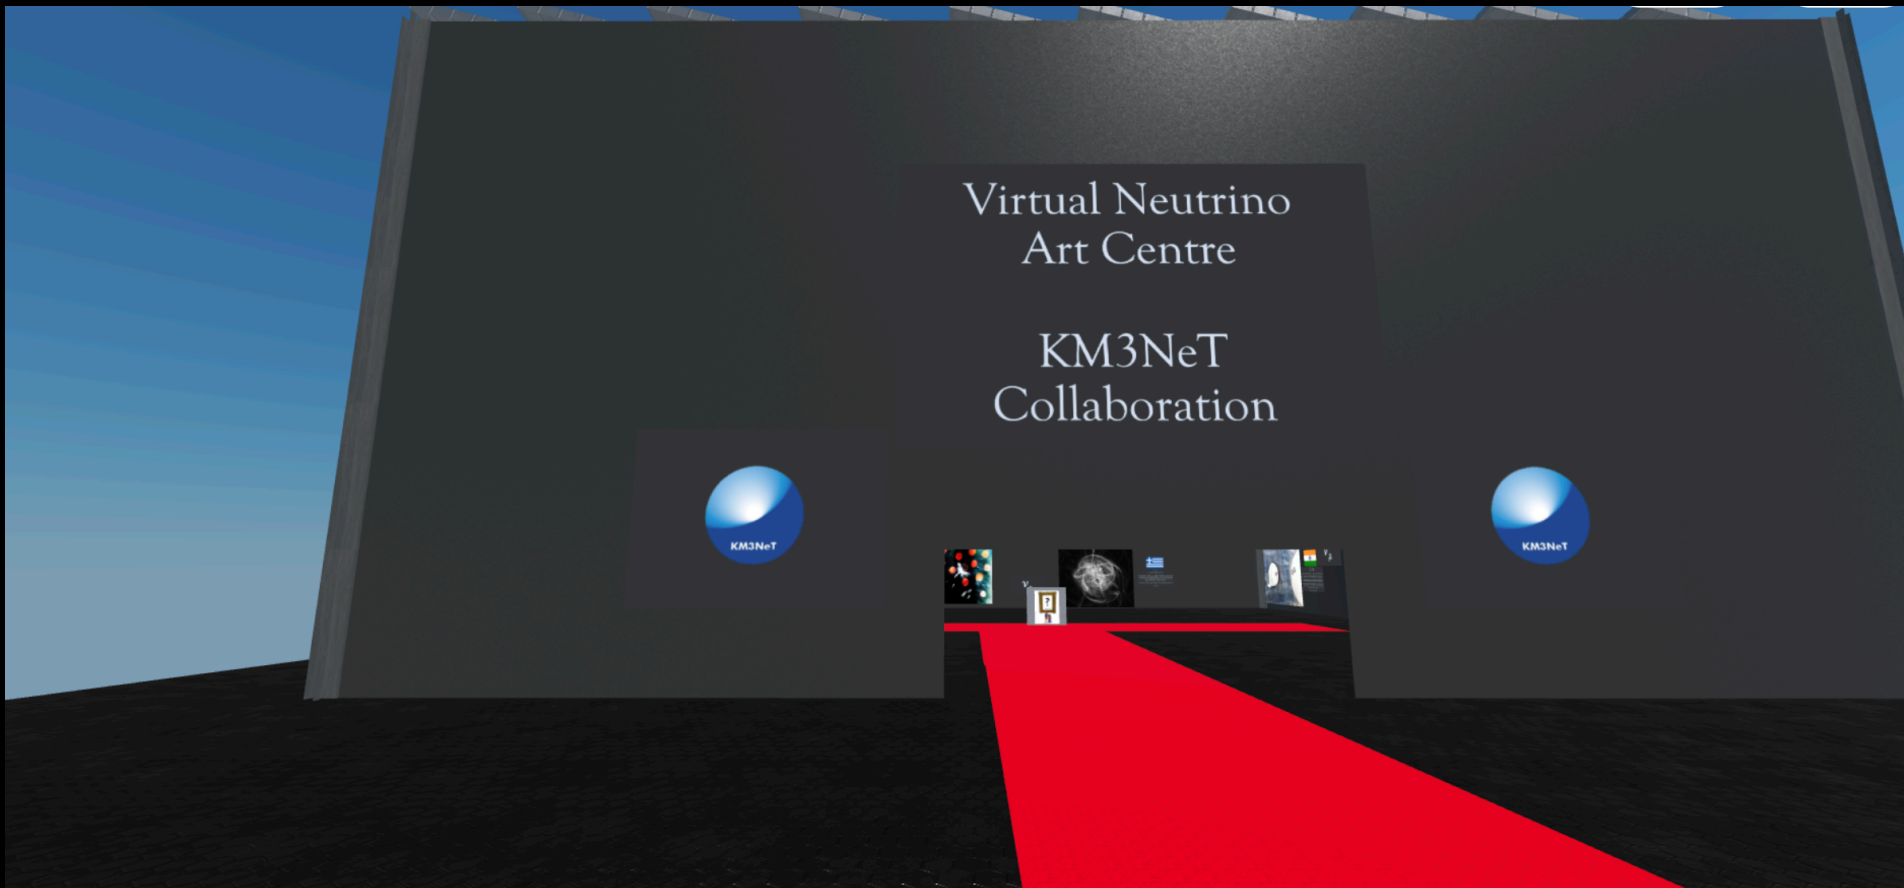 Virtual Neutrino
Art Centre
KM3NeT
Collaboration
KM3NeT
KM3NeT
?